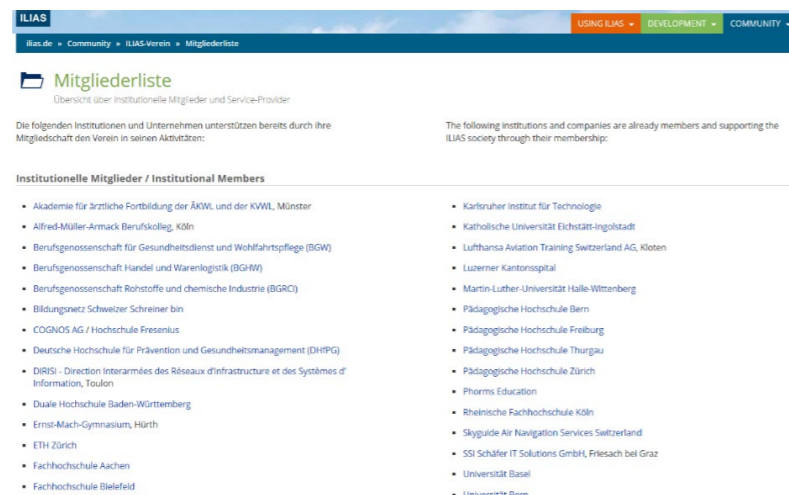 ILIAS
USING ILIAS
DEVELOPMENT
COMMUNITY
ilias.de » Community » ILIAS-Verein » Mitgliederliste
Mitgliederliste
Übersicht über institutionelle Mitglieder und Service-Provider
Die folgenden Institutionen und Unternehmen unterstützen bereits durch ihre
Mitgliedschaft den Verein in seinen Aktivitäten:
The following institutions and companies are already members and supporting the
ILIAS society through their membership:
Institutionelle Mitglieder / Institutional Members
Akademie für ärztliche Fortbildung der ÄKWL und der KVWL, Münster
Alfred-Müller-Armack Berufskolleg, Köln
Berufsgenossenschaft für Gesundheitsdienst und Wohlfahrtspflege (BGW)
Berufsgenossenschaft Handel und Warenlogistik (BGHW)
Berufsgenossenschaft Rohstoffe und chemische Industrie (BGRCI)
Bildungsnetz Schweizer Schreiner bin
COGNOS AG / Hochschule Fresenius
Deutsche Hochschule für Prävention und Gesundheitsmanagement (DHfPG)
DIRISI - Direction Interarmées des Réseaux d'Infrastructure et des Systèmes d'
Information, Toulon
Duale Hochschule Baden-Württemberg
Ernst-Mach-Gymnasium, Hürth
ETH Zürich
Fachhochschule Aachen
Fachhochschule Bielefeld
Karlsruher Institut für Technologie
Katholische Universität Eichstätt-Ingolstadt
Lufthansa Aviation Training Switzerland AG, Kloten
Luzerner Kantonsspital
Martin-Luther-Universität Halle-Wittenberg
Pädagogische Hochschule Bern
Pädagogische Hochschule Freiburg
Pädagogische Hochschule Thurgau
Pädagogische Hochschule Zürich
Phorms Education
Rheinische Fachhochschule Köln
Skyguide Air Navigation Services Switzerland
SSI Schäfer IT Solutions GmbH, Friesach bei Graz
Universität Basel
Universität Bern